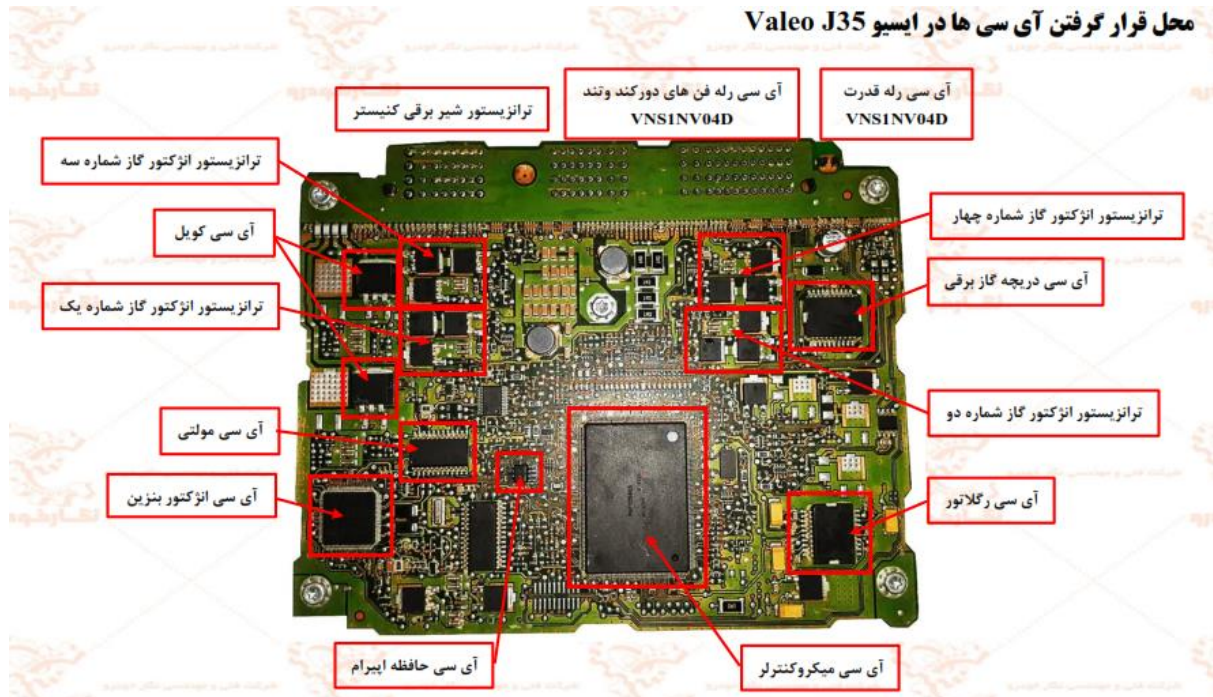 محل قرار گرفتن آی سی ها در ایسیو Valeo J35
آی سی رله قدرت
VNS1NV04D
آی سی رله فن های دورکند وتند
VNS1NV04D
ترانزیستور شیر برقی کنیستر
ترانزیستور انژکتور گاز شماره سه
ترانزیستور انژکتور گاز شماره چهار
آی سی کویل
آی سی دریچه گاز برقی
ترانزیستور انژکتور گاز شماره یک
ترانزیستور انژکتور گاز شماره دو
آی سی مولتی
آی سی انژکتور بنزین
آی سی رگلاتور
آی سی حافظه اپیرام
آی سی میکروکنترلر